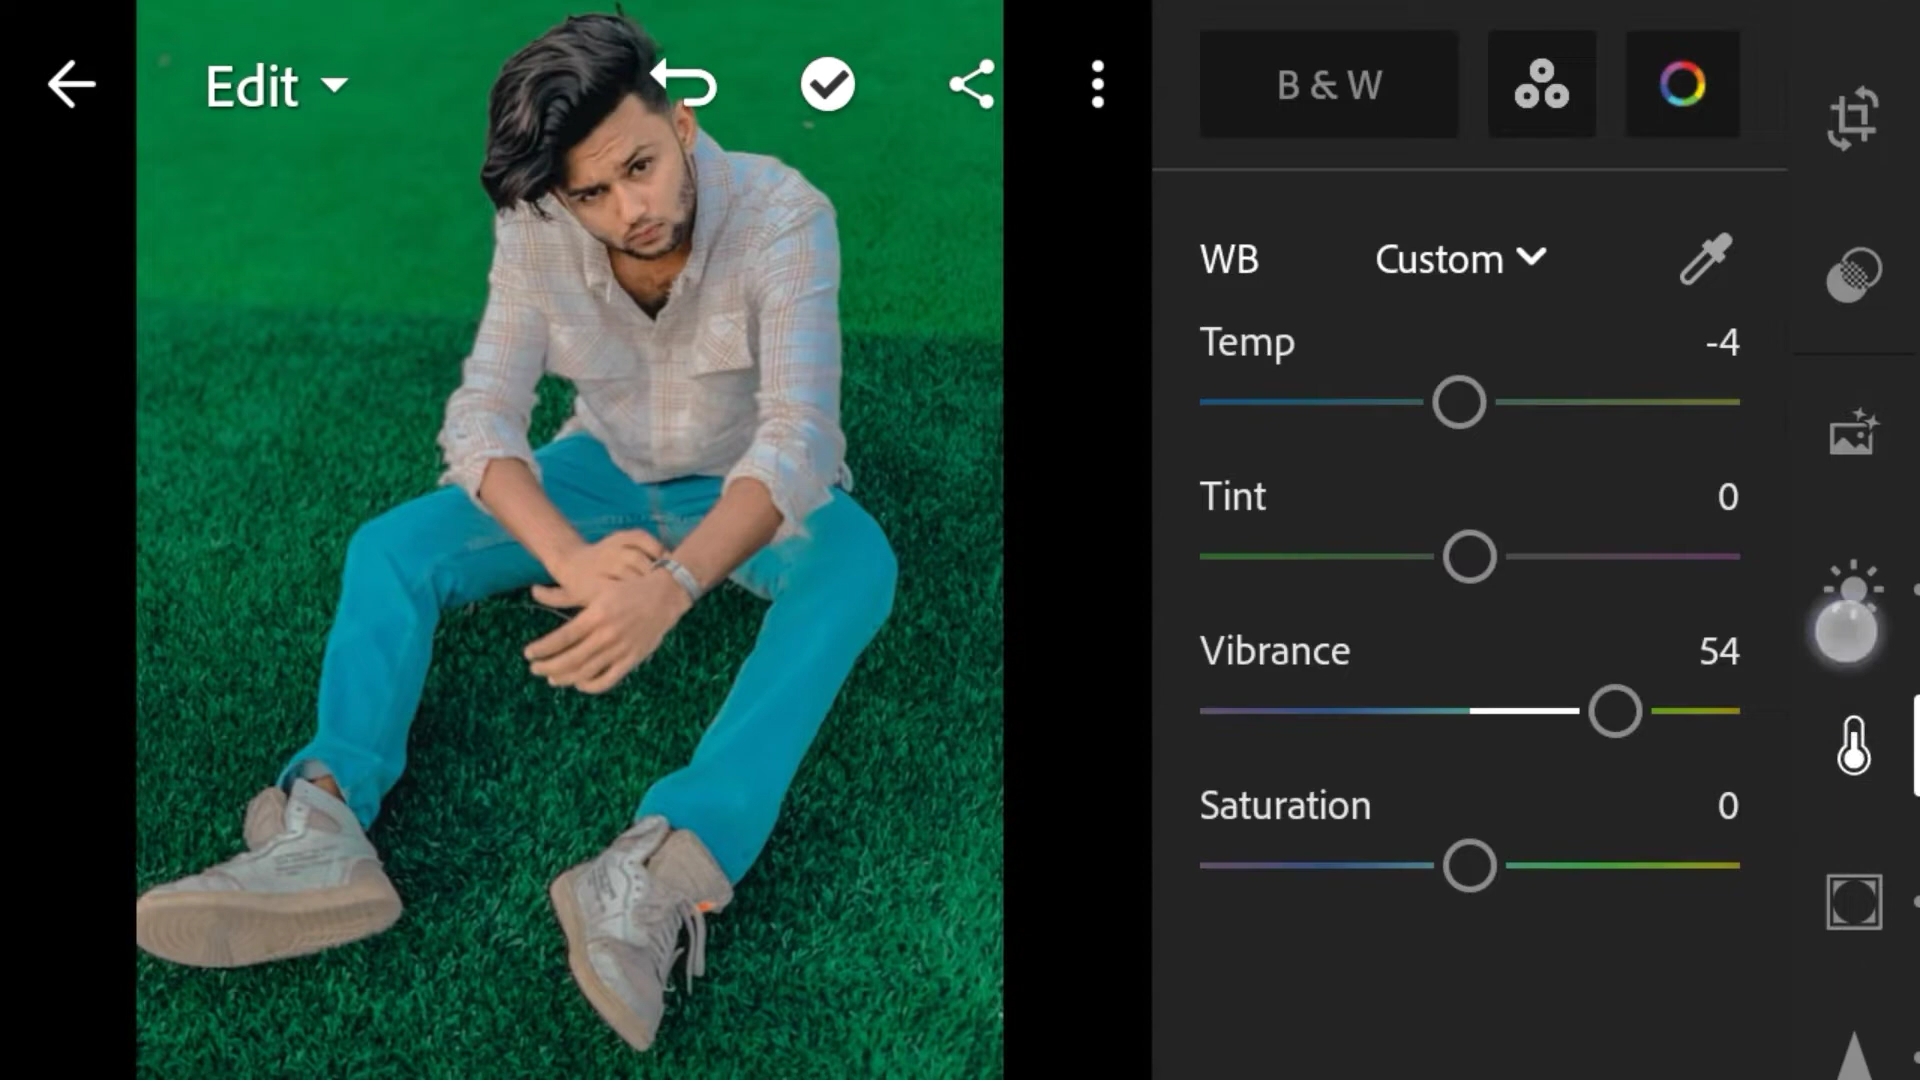 Edit
B & W
WB Custom
Temp -4
Tint 0
Vibrance 54
Saturation 0